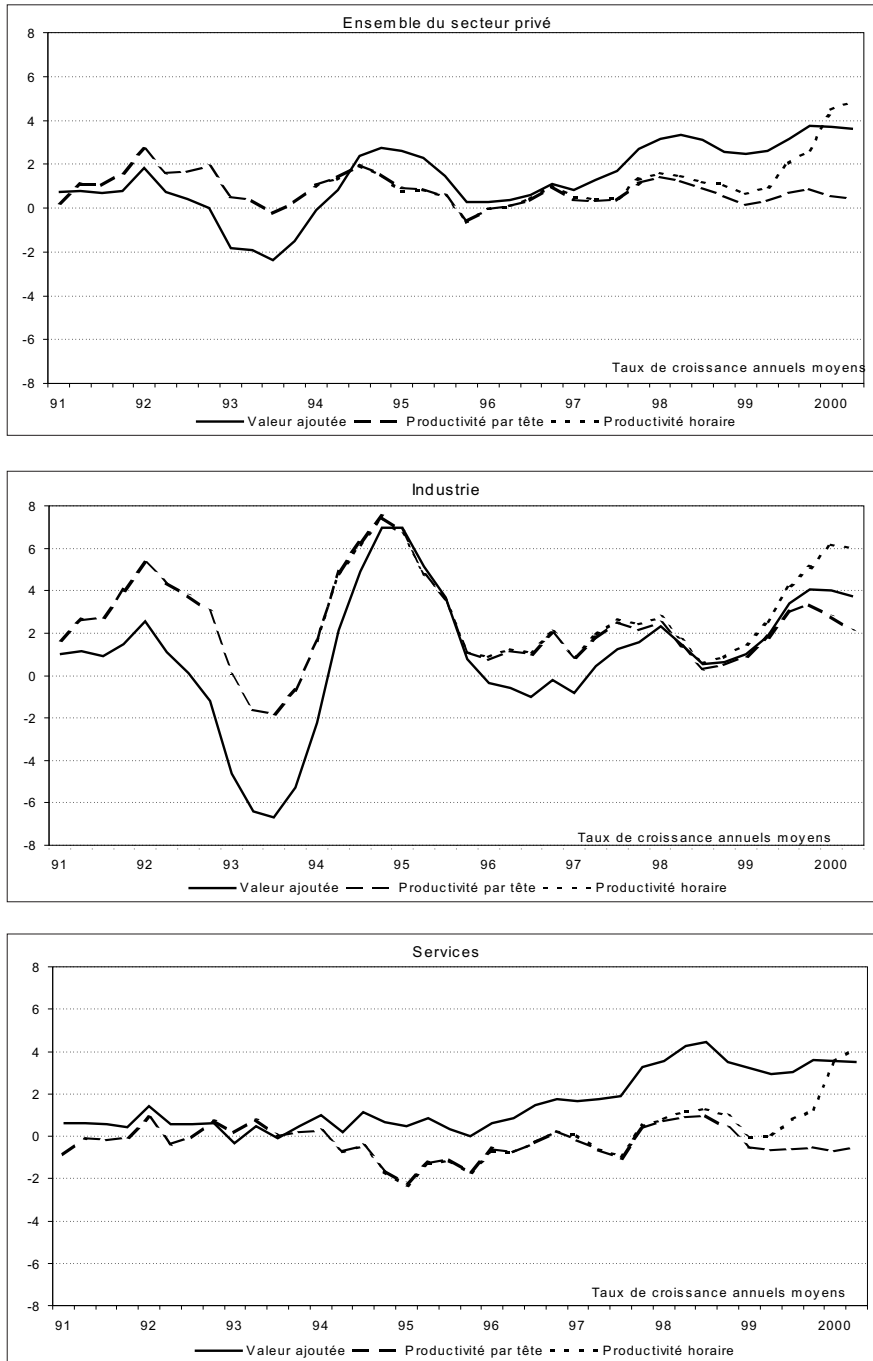 Ensemble du secteur privé
8
6
4
2
0
-2
-4
-6
-8
Taux de croissance annuels moyens
91 92 93 94 95 96 97 98 99 2000
Valeur ajoutée Productivité par tête Productivité horaire
Industrie
8
6
4
2
0
-2
-4
-6
-8
Taux de croissance annuels moyens
91 92 93 94 95 96 97 98 99 2000
Valeur ajoutée Productivité par tête Productivité horaire
Services
8
6
4
2
0
-2
-4
-6
-8
Taux de croissance annuels moyens
91 92 93 94 95 96 97 98 99 2000
Valeur ajoutée Productivité par tête Productivité horaire